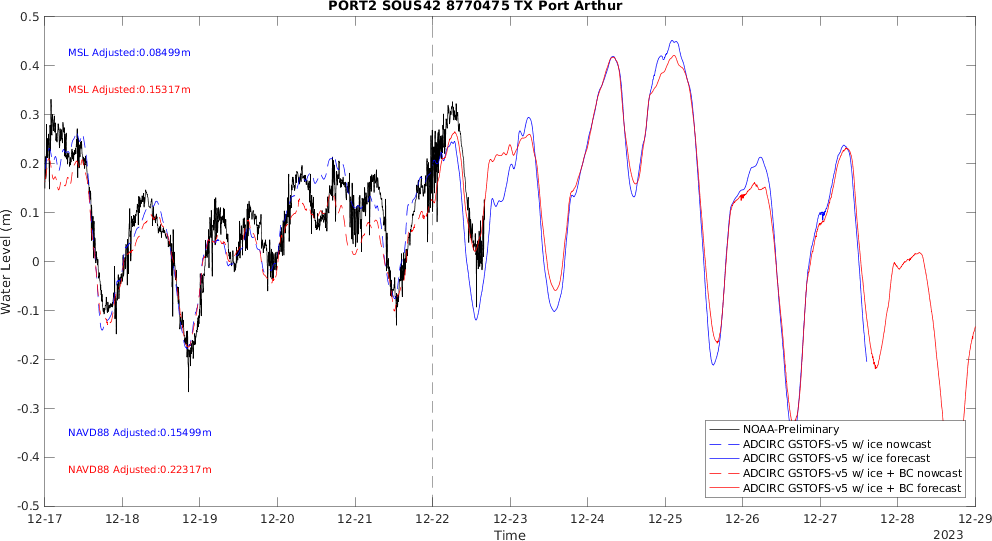 PORT2 SOUS42 8770475 TX Port Arthur
0.5
0.4
0.3
0.2
0.1
0
-0.1
-0.2
-0.3
-0.4
-0.5
Water Level (m)
MSL Adjusted:0.08499m
MSL Adjusted:0.15317m
NAVD88 Adjusted:0.15499m
NAVD88 Adjusted:0.22317m
NOAA-Preliminary
ADCIRC GSTOFS-v5 w/ ice nowcast
ADCIRC GSTOFS-v5 w/ ice forecast
ADCIRC GSTOFS-v5 w/ ice + BC nowcast
ADCIRC GSTOFS-v5 w/ ice + BC forecast
12-17 12-18 12-19 12-20 12-21 12-22 12-23 12-24 12-25 12-26 12-27 12-28 12-29
Time
2023